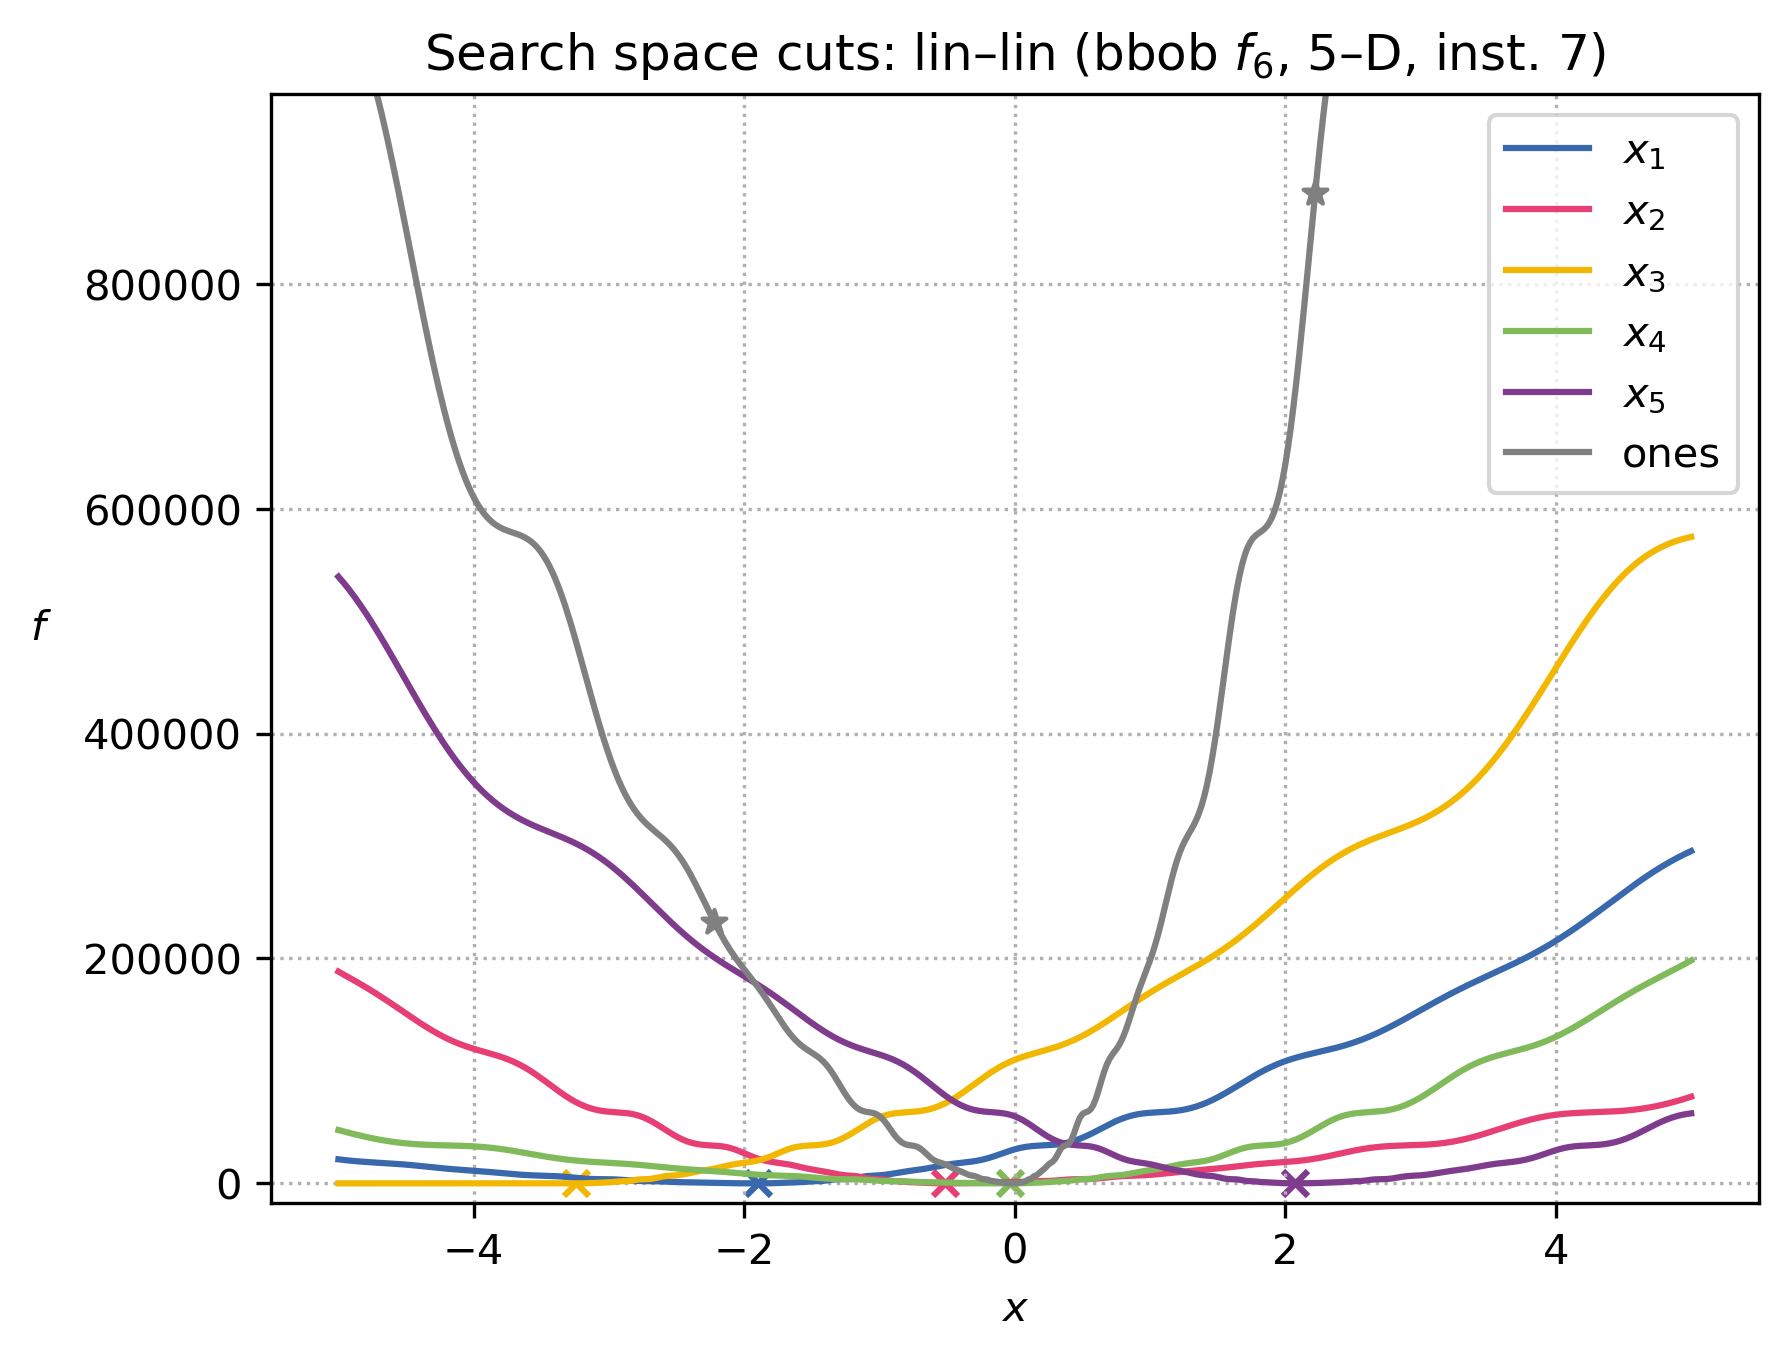 Search space cuts: lin–lin (bbob f₆, 5–D, inst. 7)
x₁
x₂
x₃
x₄
x₅
ones
f
800000
600000
400000
200000
0
−4 −2 0 2 4
x